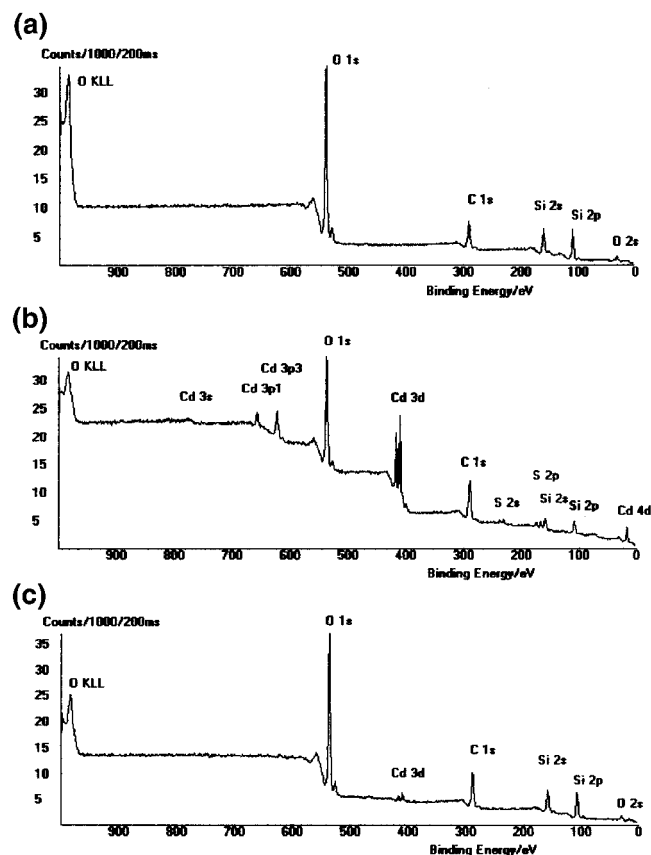 (a)
Counts/1000/200ms
O KLL
O 1s
C 1s
Si 2s
Si 2p
O 2s
30
25
20
15
10
5
900 800 700 600 500 400 300 200 100 0
Binding Energy/eV
(b)
Counts/1000/200ms
O KLL
Cd 3s
Cd 3p1
Cd 3p3
O 1s
Cd 3d
C 1s
S 2s
S 2p
Si 2s
Si 2p
Cd 4d
30
25
20
15
10
5
900 800 700 600 500 400 300 200 100 0
Binding Energy/eV
(c)
Counts/1000/200ms
O KLL
O 1s
Cd 3d
C 1s
Si 2s
Si 2p
O 2s
35
30
25
20
15
10
5
900 800 700 600 500 400 300 200 100 0
Binding Energy/eV